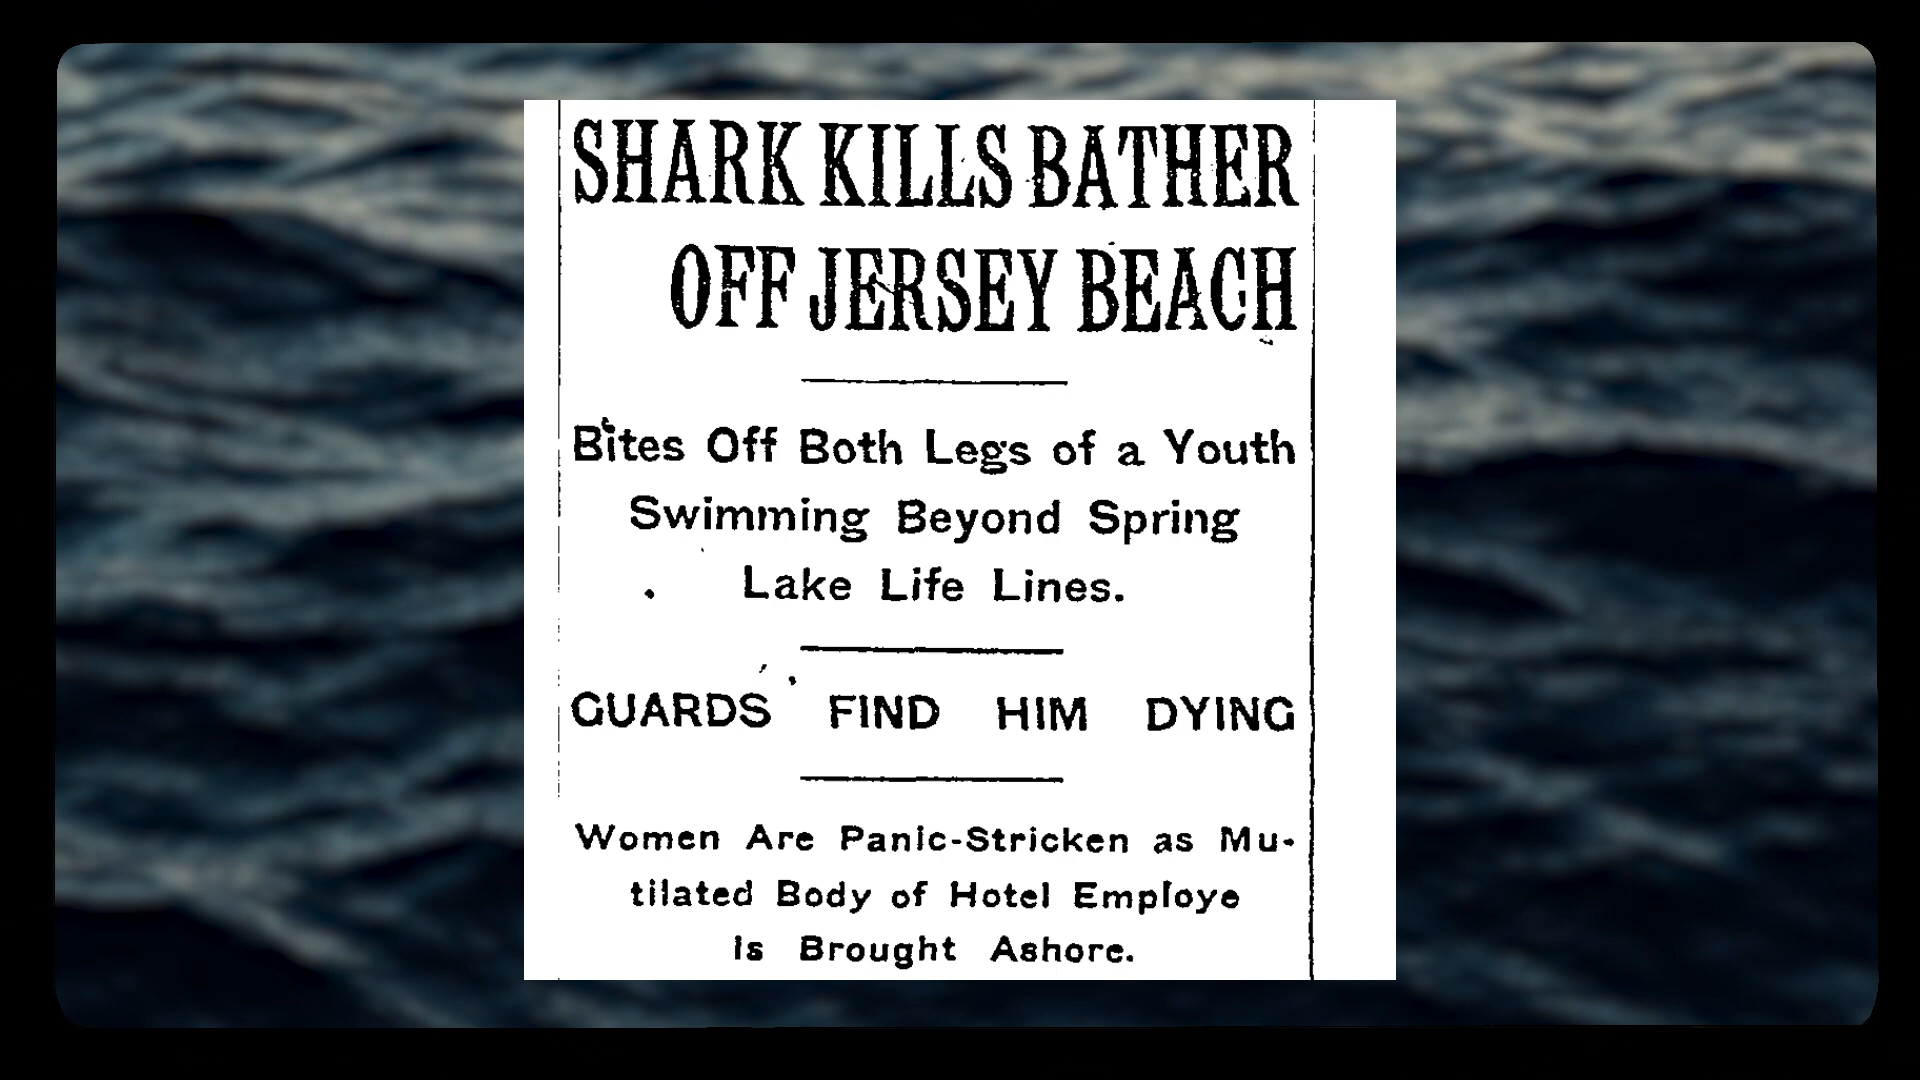 SHARK KILLS BATHER
OFF JERSEY BEACH
Bites Off Both Legs of a Youth
Swimming Beyond Spring
Lake Life Lines.
GUARDS FIND HIM DYING
Women Are Panic-Stricken as Mu-
tilated Body of Hotel Employe
is Brought Ashore.